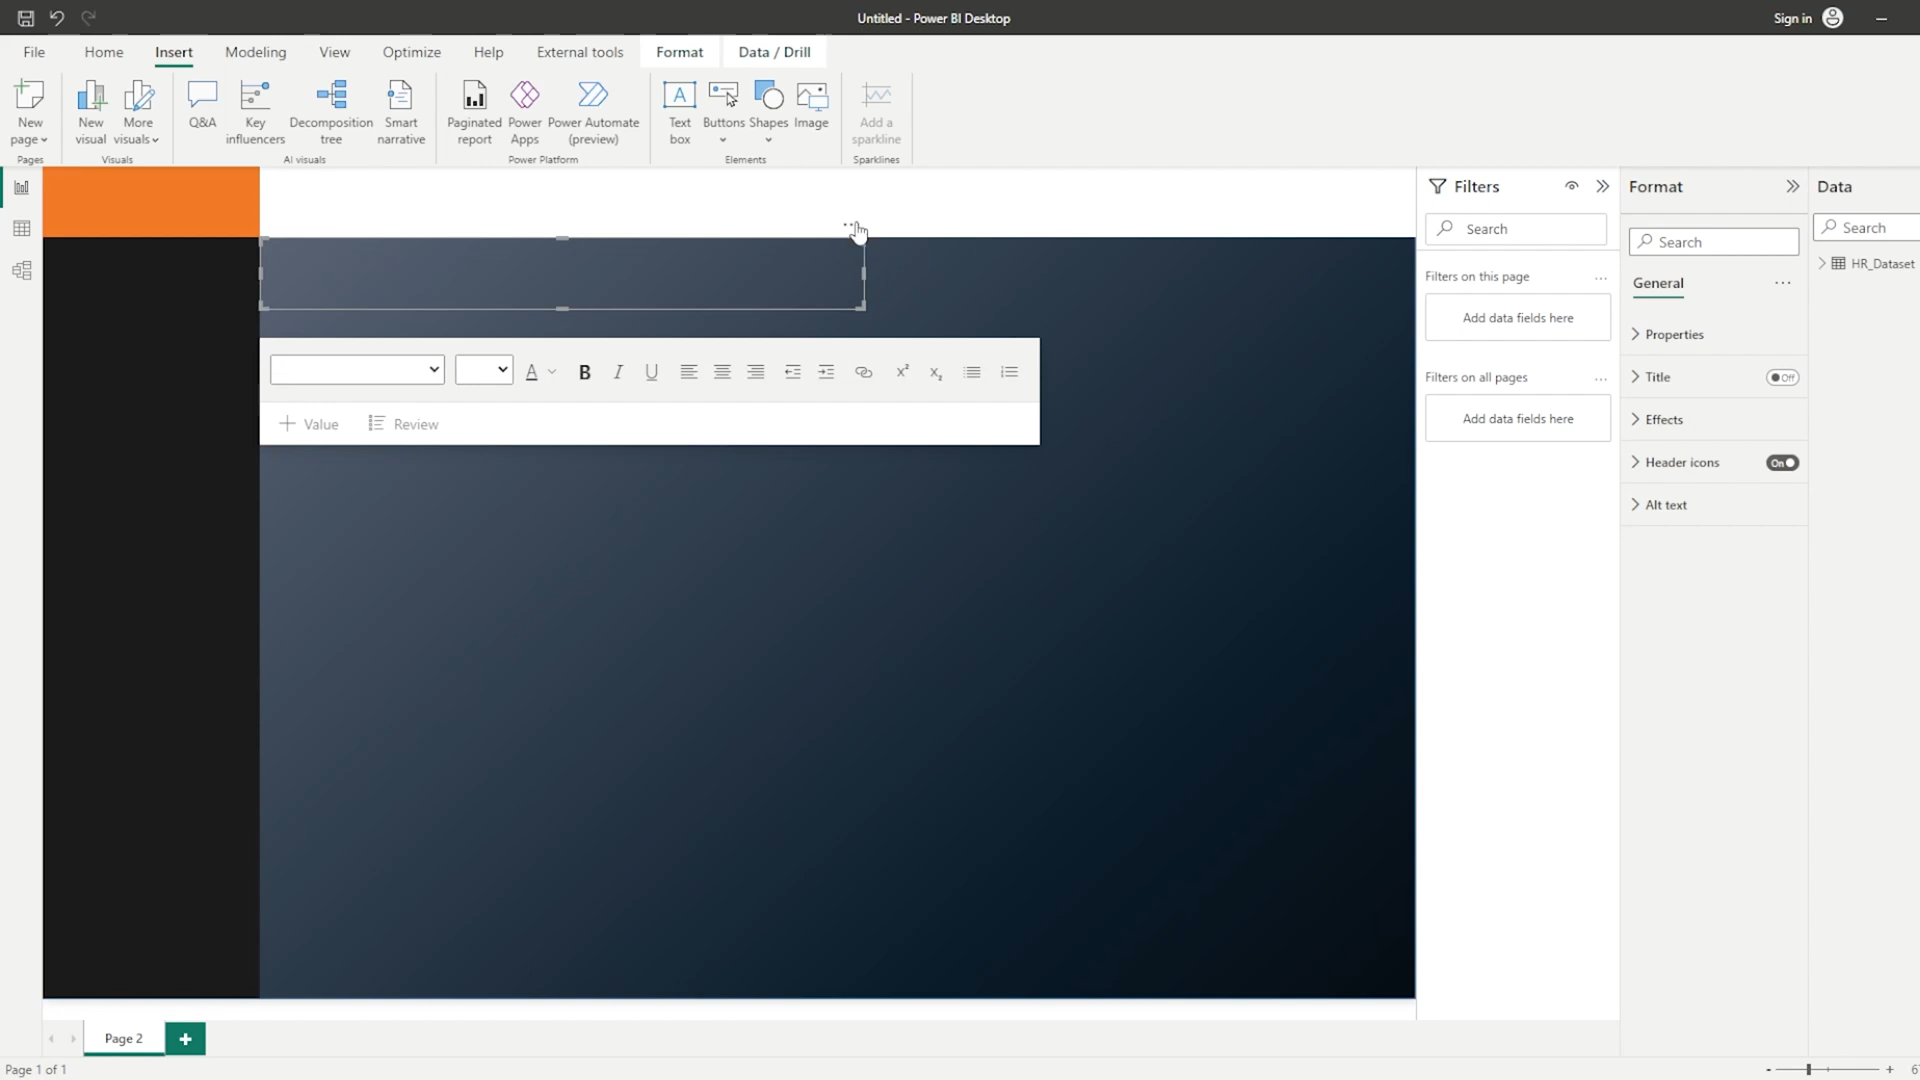 Untitled - Power BI Desktop
Sign in
File Home Insert Modeling View Optimize Help External tools Format Data / Drill
New page
New visual
More visuals
Q&A
Key influencers
Decomposition tree
Smart narrative
Paginated report
Power Apps
Power Automate (preview)
Text box
Buttons
Shapes
Image
Add a sparkline
Pages
Visuals
AI visuals
Power Platform
Elements
Sparklines
Filters
Search
Filters on this page
Add data fields here
Filters on all pages
Add data fields here
Format
Search
General
Properties
Title Off
Effects
Header icons On
Alt text
Data
Search
HR_Dataset
A B I U x² x₂
Value Review
Page 2
Page 1 of 1
- + 6